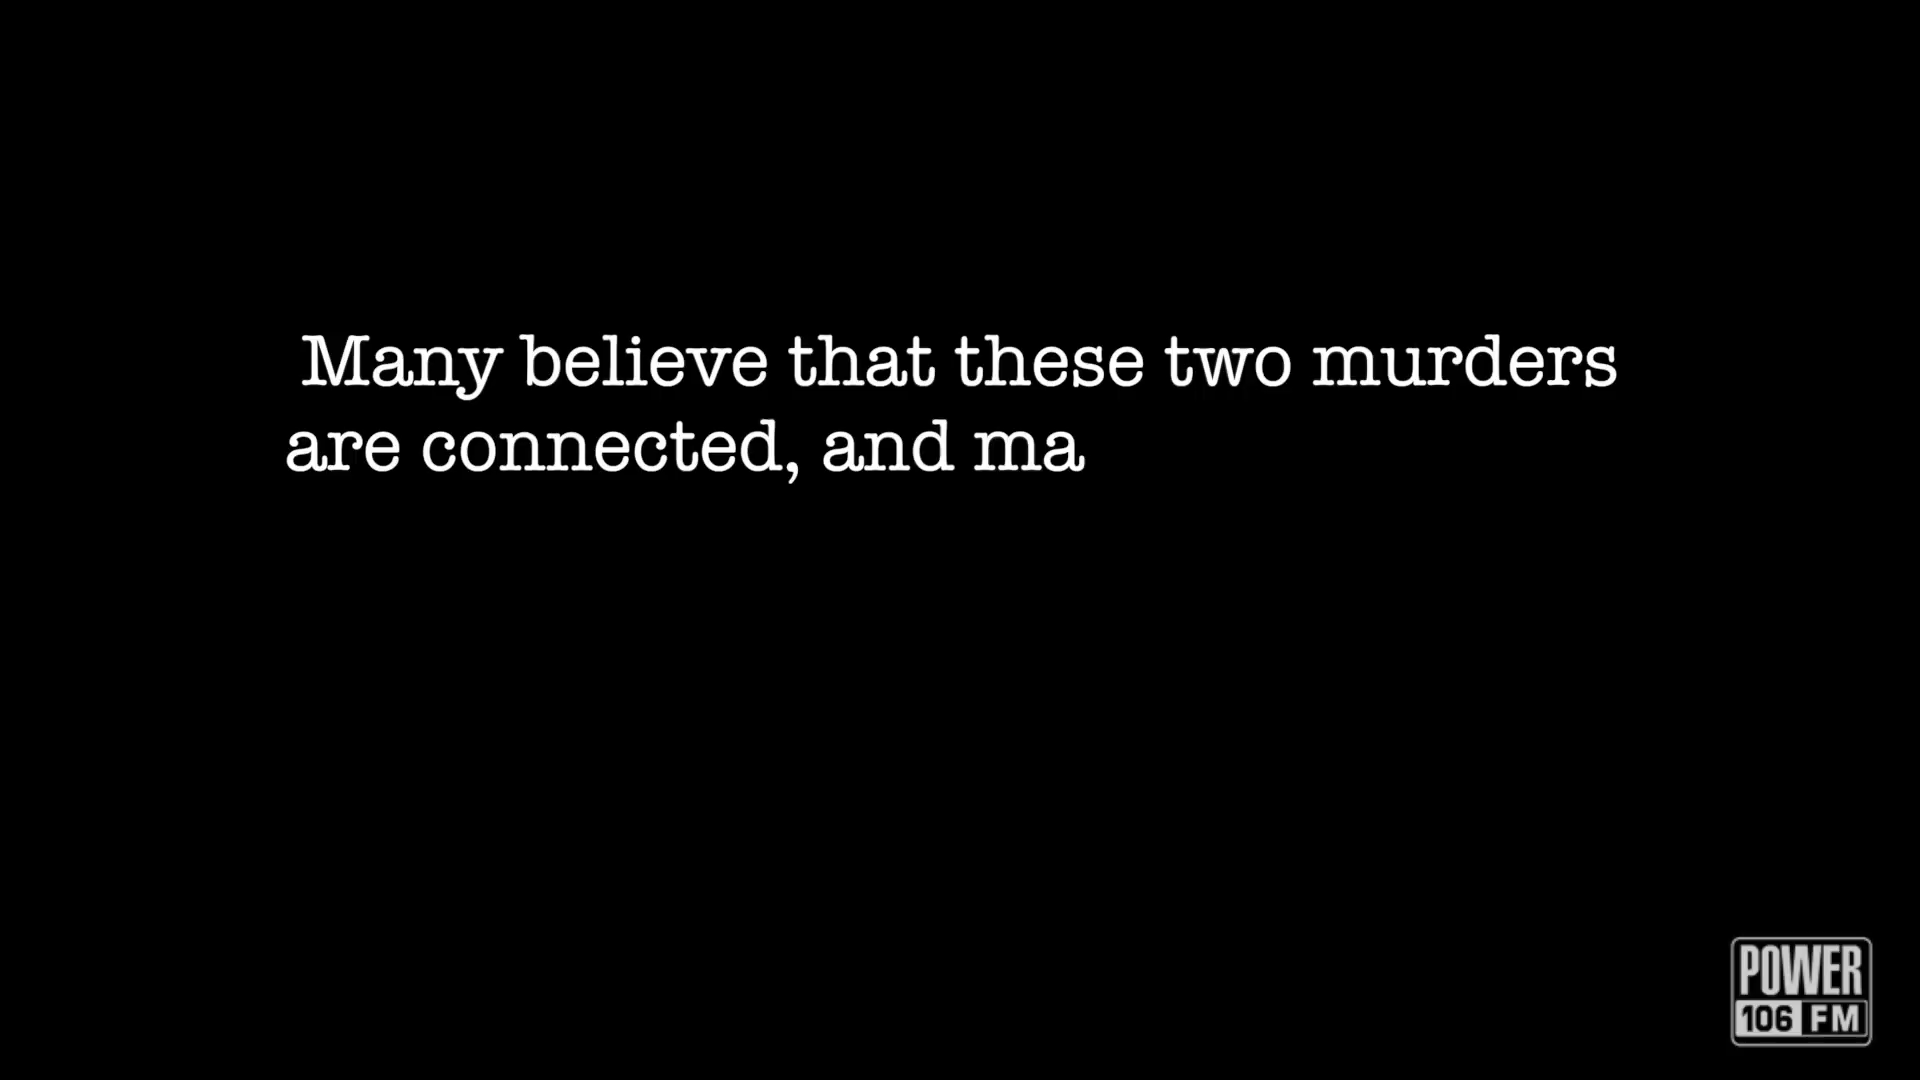 Many believe that these two murders
are connected, and ma
POWER
106 FM